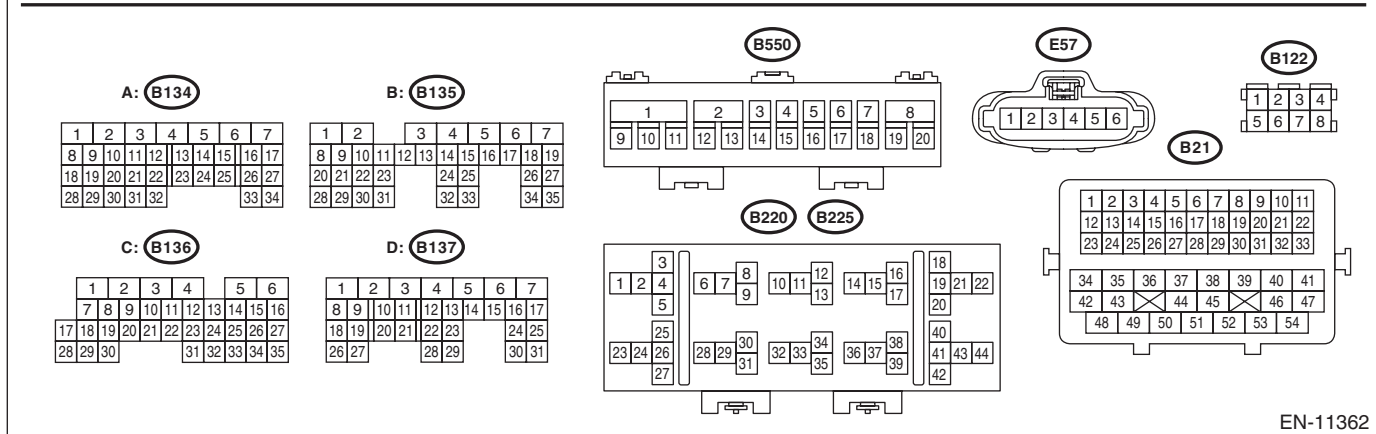 A: B134
1 2 3 4 5 6 7
8 9 10 11 12 13 14 15 16 17
18 19 20 21 22 23 24 25 26 27
28 29 30 31 32 33 34
B: B135
1 2 3 4 5 6 7
8 9 10 11 12 13 14 15 16 17 18 19
20 21 22 23 24 25 26 27
28 29 30 31 32 33 34 35
C: B136
1 2 3 4 5 6
7 8 9 10 11 12 13 14 15 16
17 18 19 20 21 22 23 24 25 26 27
28 29 30 31 32 33 34 35
D: B137
1 2 3 4 5 6 7
8 9 10 11 12 13 14 15 16 17
18 19 20 21 22 23 24 25
26 27 28 29 30 31
B550
1 2 3 4 5 6 7 8
9 10 11 12 13 14 15 16 17 18 19 20
B220 B225
3 8 12 16 18
1 2 4 6 7 10 11 14 15 19 21 22
5 9 13 17 20
25 30 34 38 40
23 24 26 28 29 32 33 36 37 41 43 44
27 31 35 39 42
E57
1 2 3 4 5 6
B122
1 2 3 4
5 6 7 8
B21
1 2 3 4 5 6 7 8 9 10 11
12 13 14 15 16 17 18 19 20 21 22
23 24 25 26 27 28 29 30 31 32 33
34 35 36 37 38 39 40 41
42 43 44 45 46 47
48 49 50 51 52 53 54
EN-11362